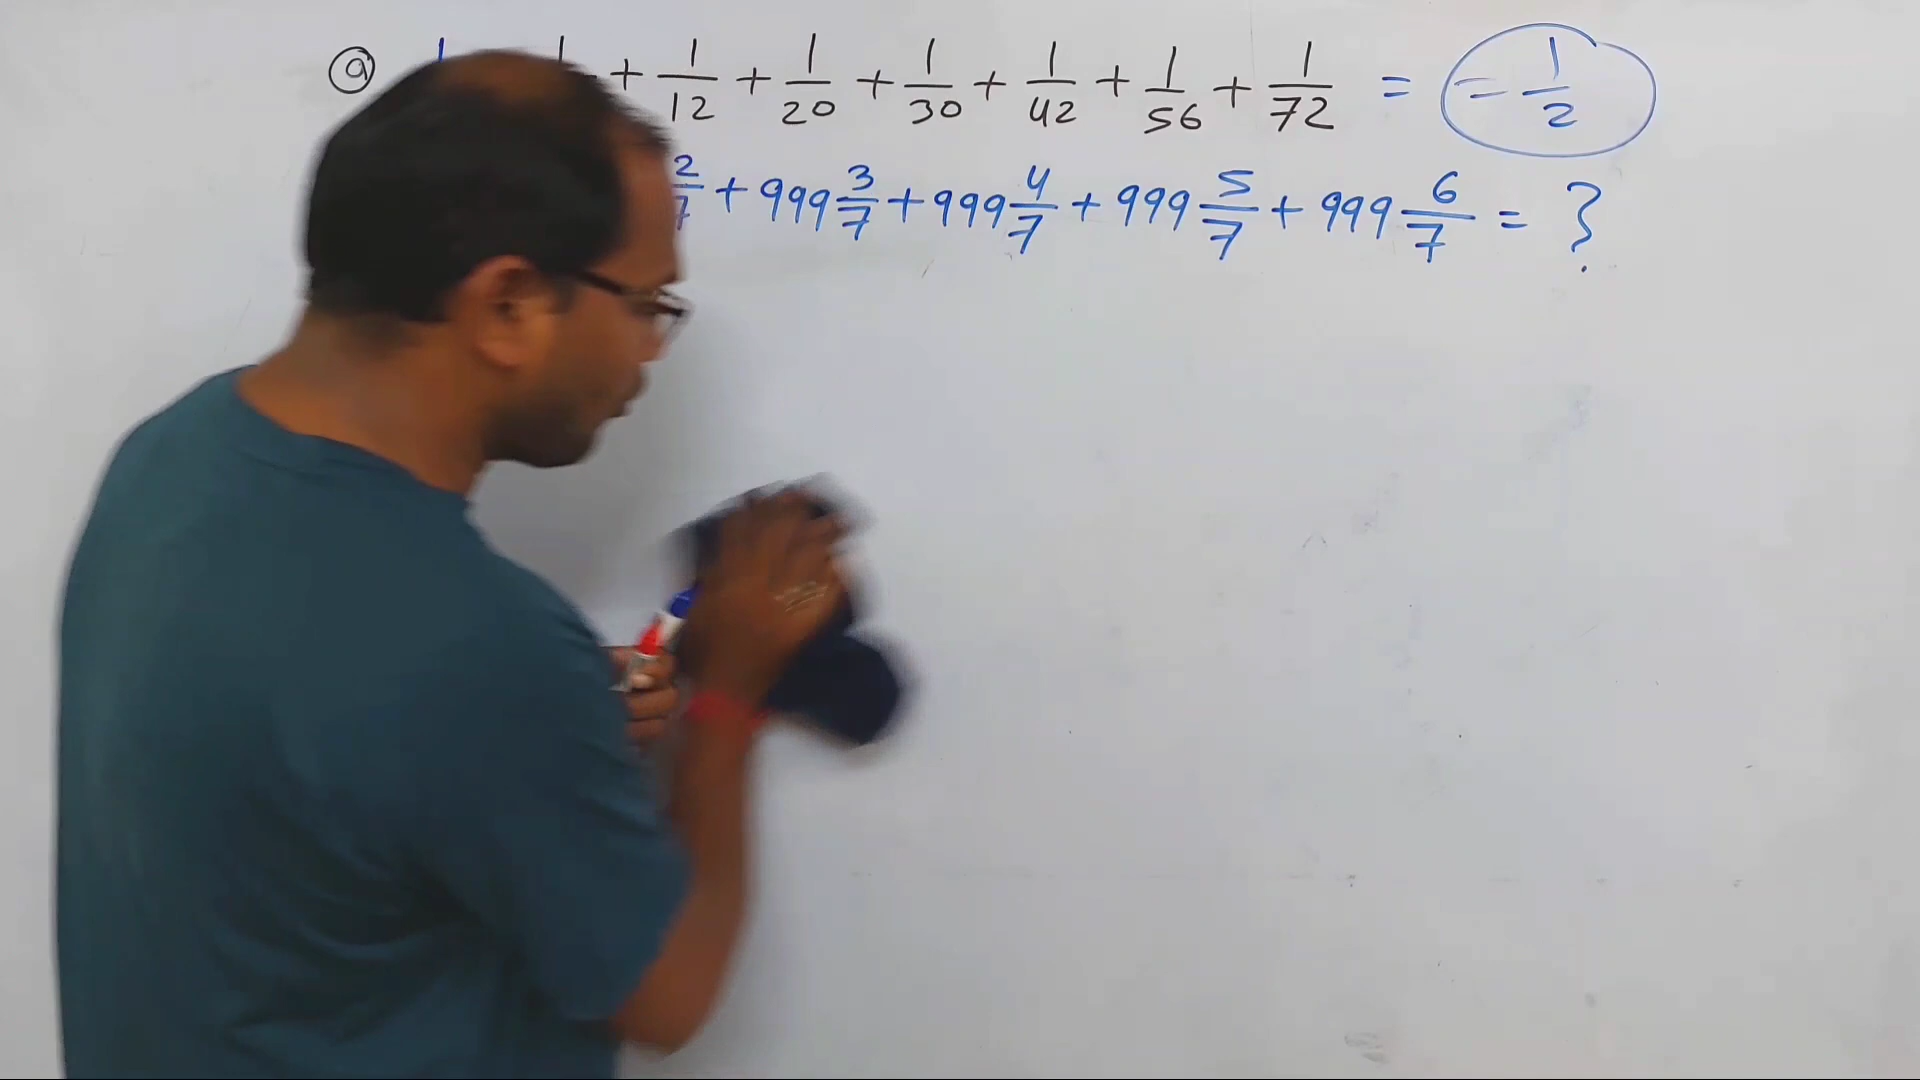 (9) 1 1 + 1/12 + 1/20 + 1/30 + 1/42 + 1/56 + 1/72 = = 1/2
2/7 + 999 3/7 + 999 4/7 + 999 5/7 + 999 6/7 = ?